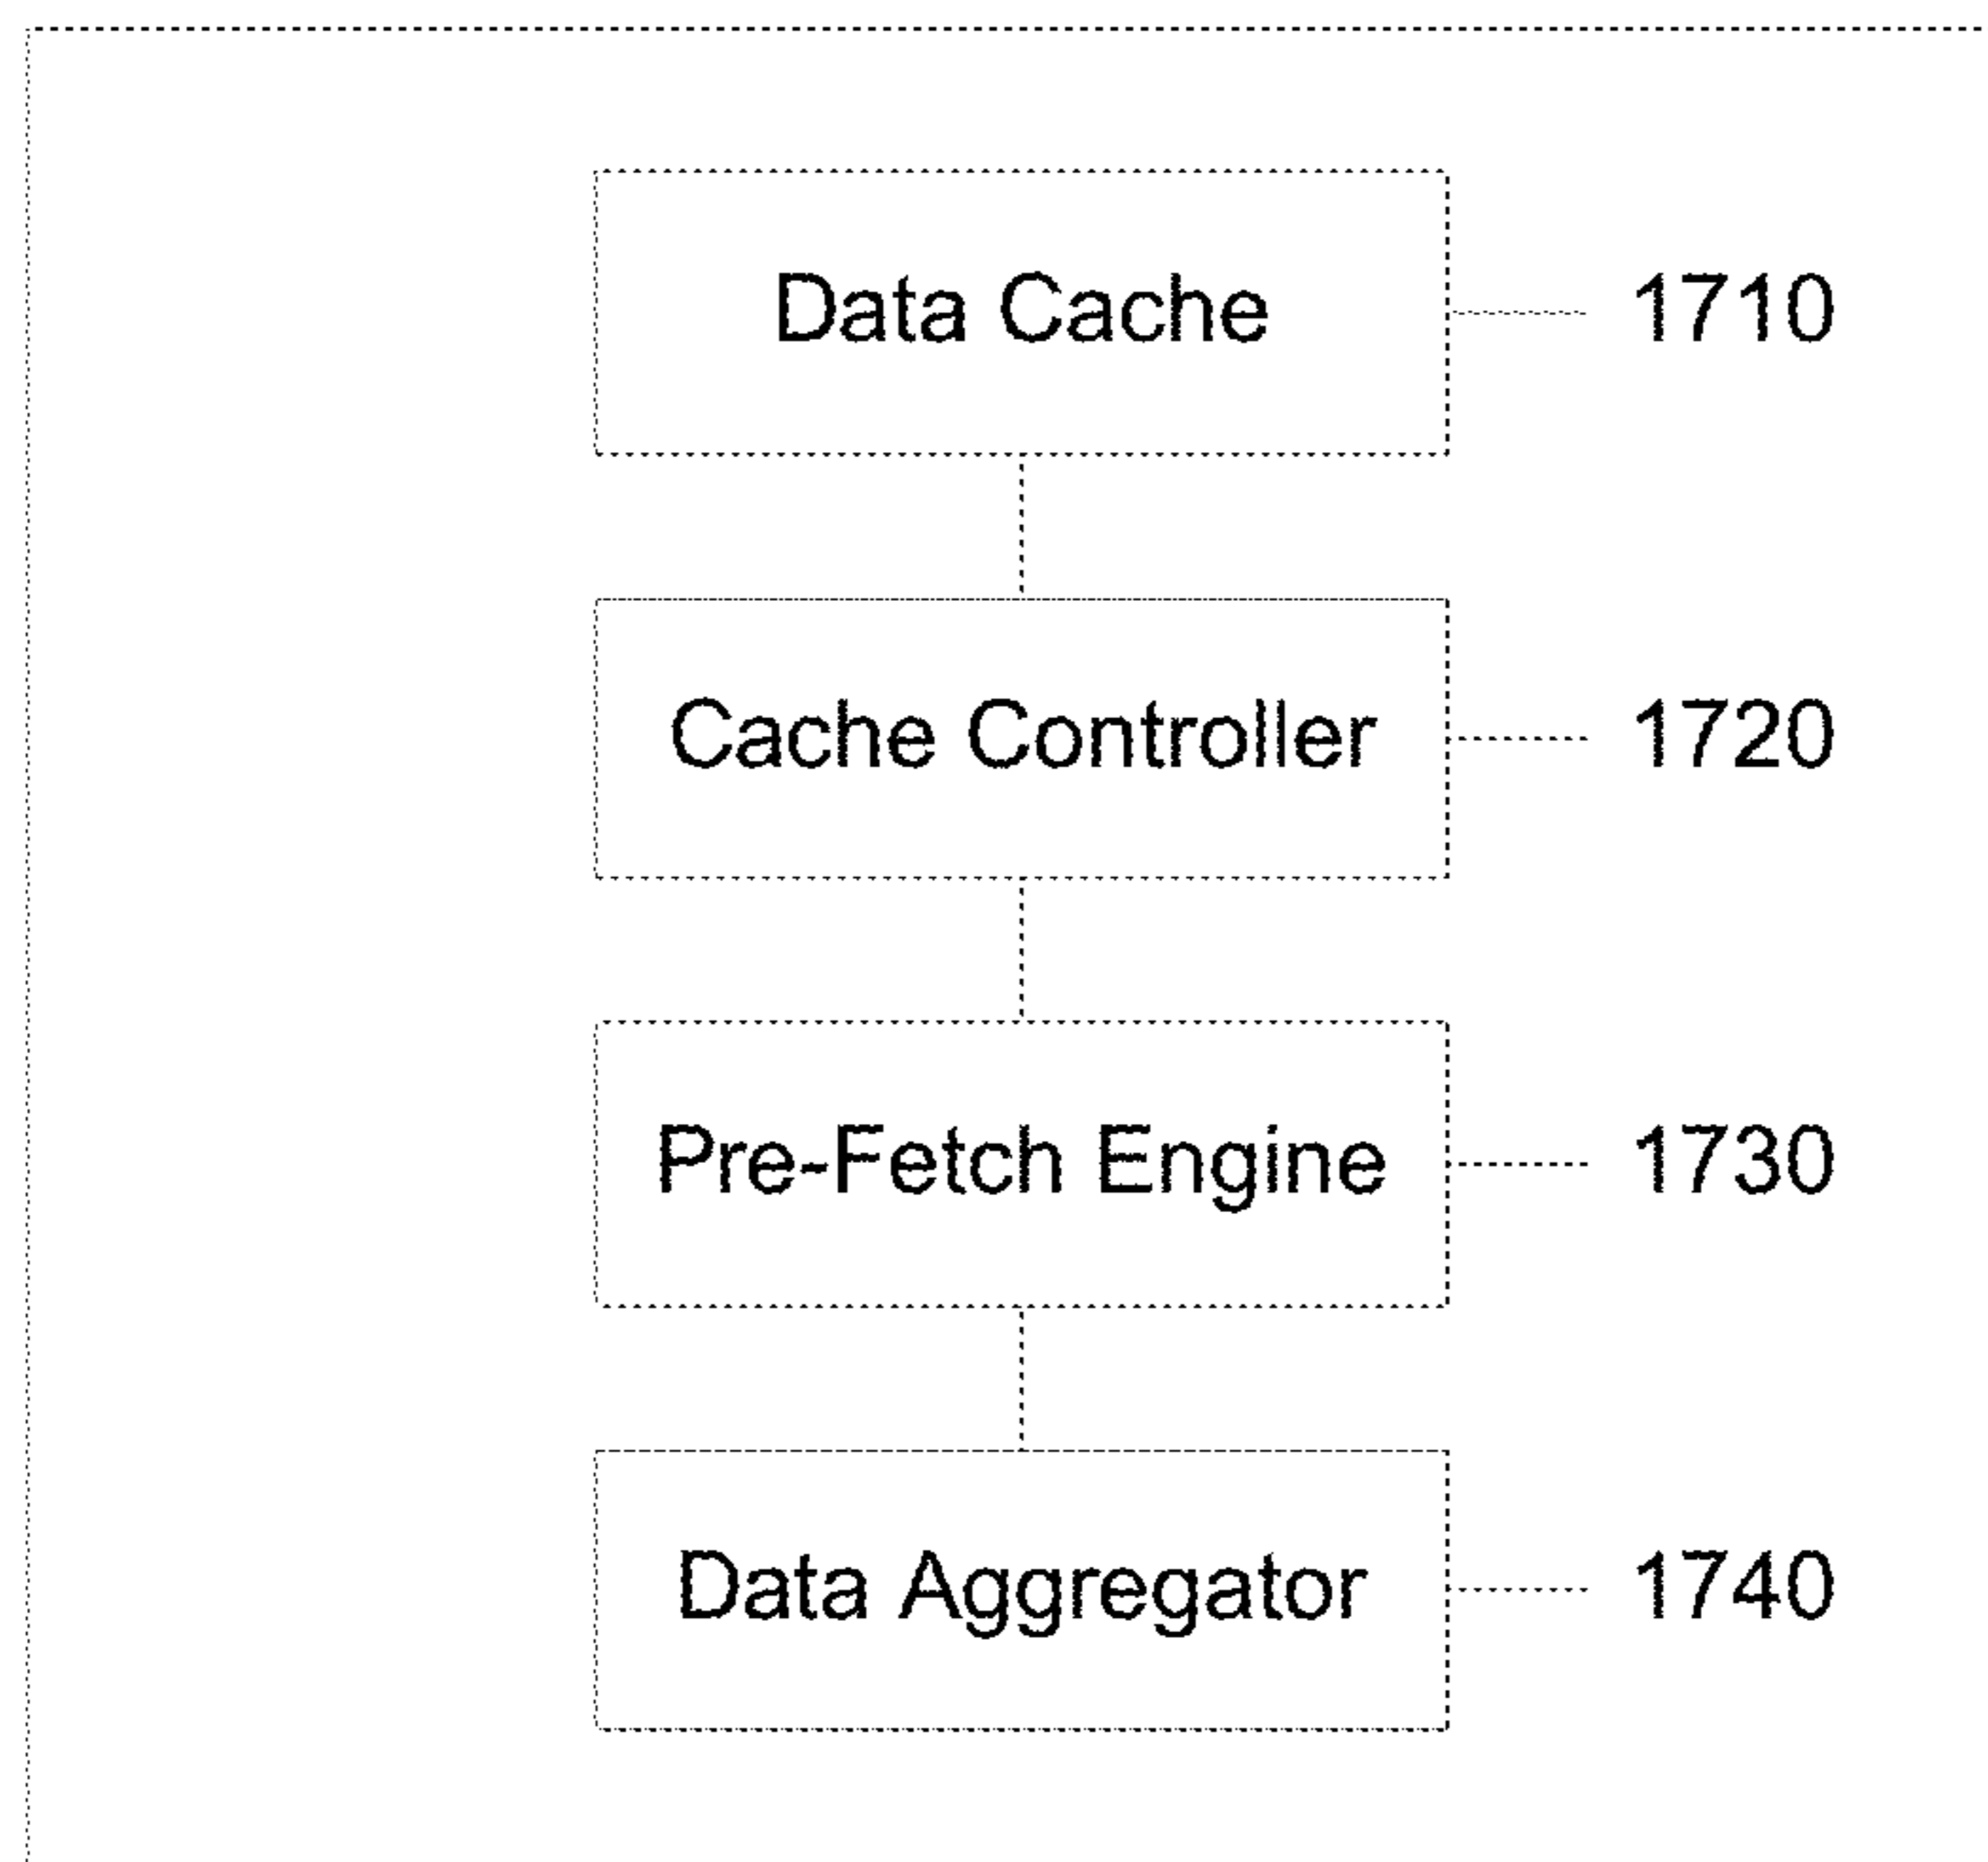 Data Cache 1710
Cache Controller 1720
Pre-Fetch Engine 1730
Data Aggregator 1740